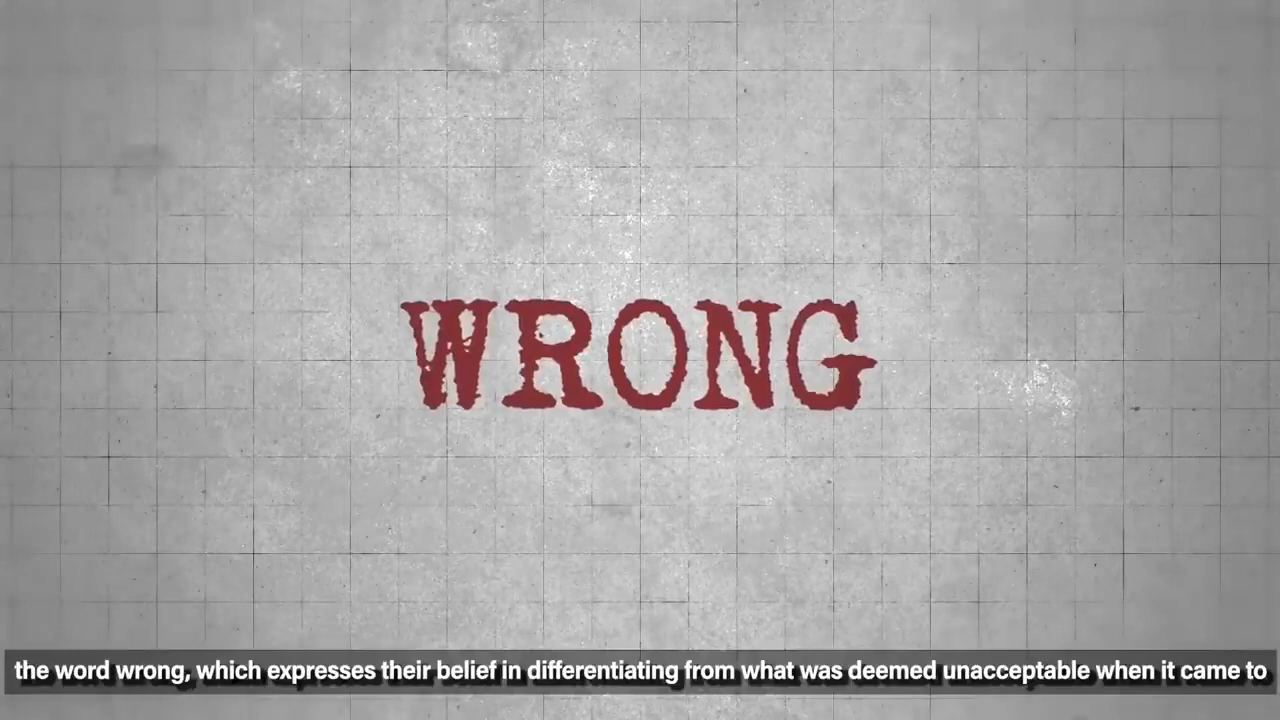 WRONG
the word wrong, which expresses their belief in differentiating from what was deemed unacceptable when it came to